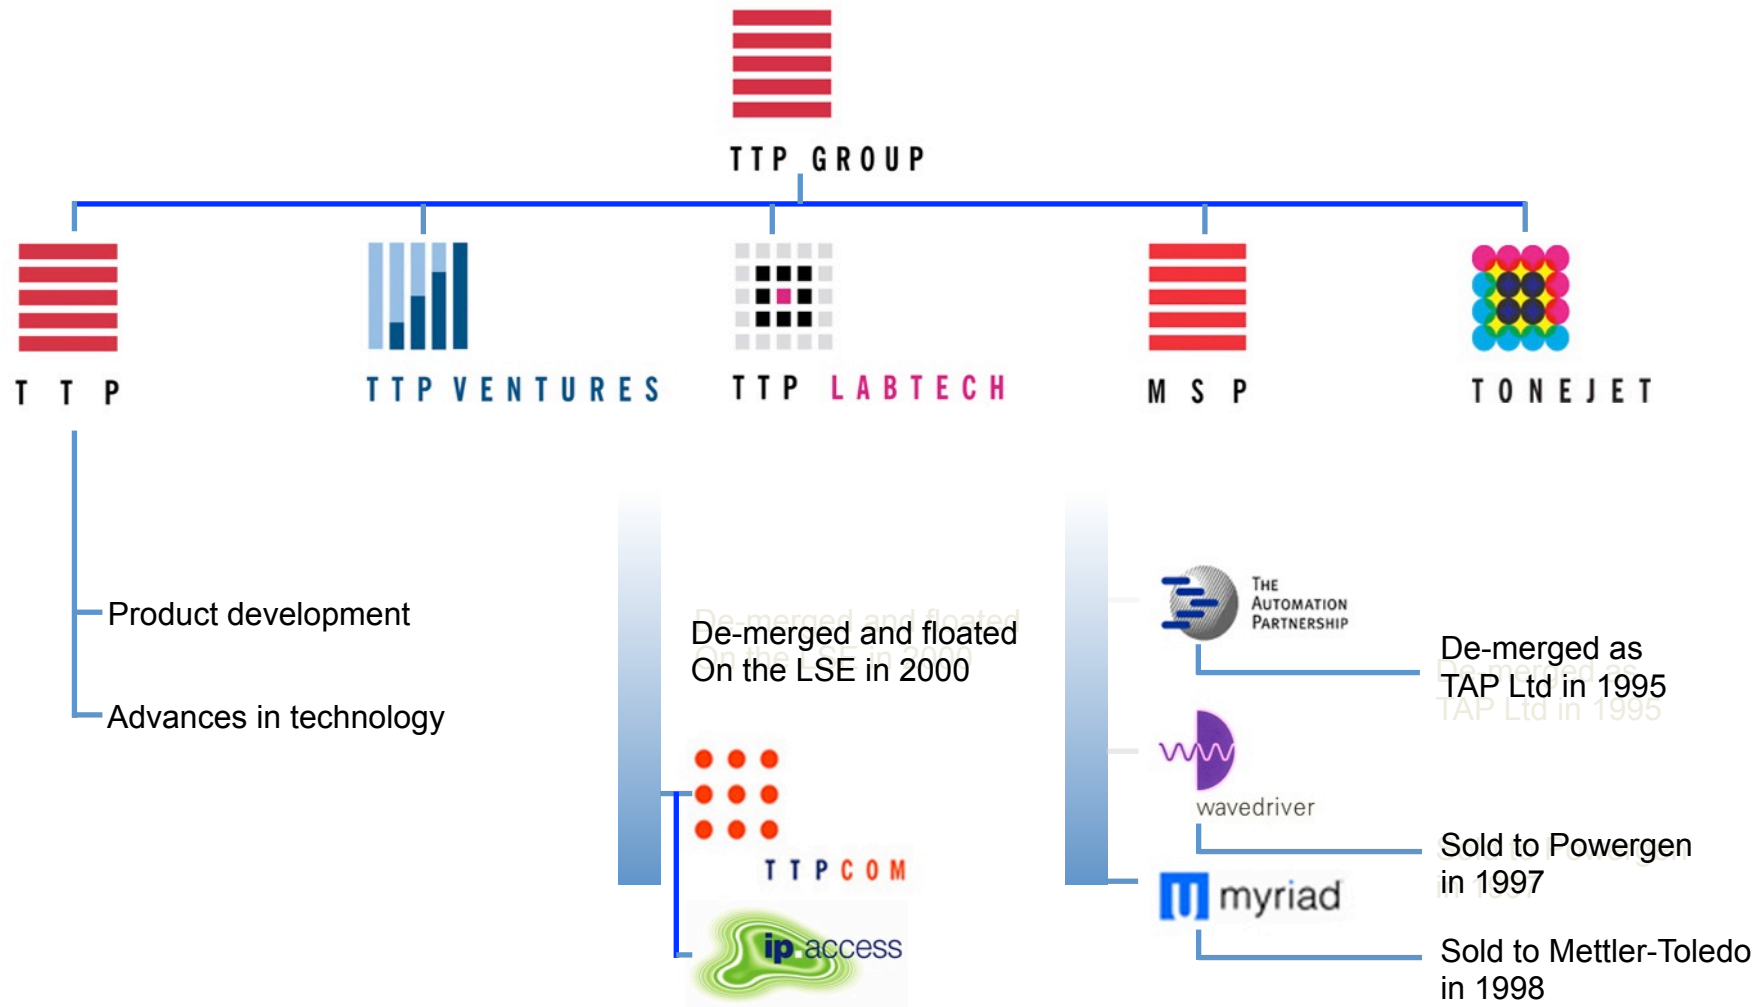 TTP GROUP
TTP
TTP VENTURES
TTP LABTECH
MSP
TONEJET
Product development
Advances in technology
De-merged and floated
On the LSE in 2000
TTPCOM
ip.access
THE
AUTOMATION
PARTNERSHIP
De-merged as
TAP Ltd in 1995
wavedriver
Sold to Powergen
in 1997
myriad
Sold to Mettler-Toledo
in 1998